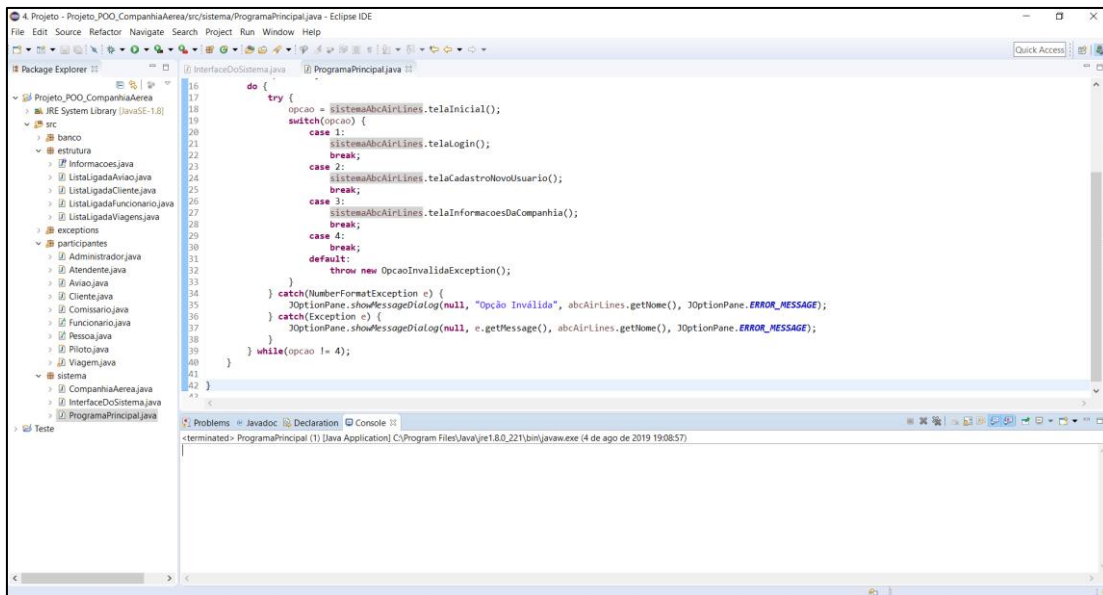 4. Projeto - Projeto_POO_CompanhiaAerea/src/sistema/ProgramaPrincipal.java - Eclipse IDE
File Edit Source Refactor Navigate Search Project Run Window Help
Quick Access
Package Explorer
InterfaceDoSistema.java
ProgramaPrincipal.java
Projeto_POO_CompanhiaAerea
JRE System Library [JavaSE-1.8]
src
banco
estrutura
Informacoes.java
ListaLigadaAviao.java
ListaLigadaCliente.java
ListaLigadaFuncionario.java
ListaLigadaViagens.java
exceptions
participantes
Administrador.java
Atendente.java
Aviao.java
Cliente.java
Comissario.java
Funcionario.java
Pessoa.java
Piloto.java
Viagem.java
sistema
CompanhiaAerea.java
InterfaceDoSistema.java
ProgramaPrincipal.java
Teste
16 do {
17 try {
18 opcao = sistemaAbcAirLines.telaInicial();
19 switch(opcao) {
20 case 1:
21 sistemaAbcAirLines.telaLogin();
22 break;
23 case 2:
24 sistemaAbcAirLines.telaCadastroNovoUsuario();
25 break;
26 case 3:
27 sistemaAbcAirLines.telaInformacoesDaCompanhia();
28 break;
29 case 4:
30 break;
31 default:
32 throw new OpcaoInvalidaException();
33 }
34 } catch(NumberFormatException e) {
35 JOptionPane.showMessageDialog(null, "Opção Inválida", abcAirLines.getNome(), JOptionPane.ERROR_MESSAGE);
36 } catch(Exception e) {
37 JOptionPane.showMessageDialog(null, e.getMessage(), abcAirLines.getNome(), JOptionPane.ERROR_MESSAGE);
38 }
39 } while(opcao != 4);
40 }
41
42 }
43
Problems Javadoc Declaration Console
<terminated> ProgramaPrincipal (1) [Java Application] C:\Program Files\Java\jre1.8.0_221\bin\javaw.exe (4 de ago de 2019 19:08:57)